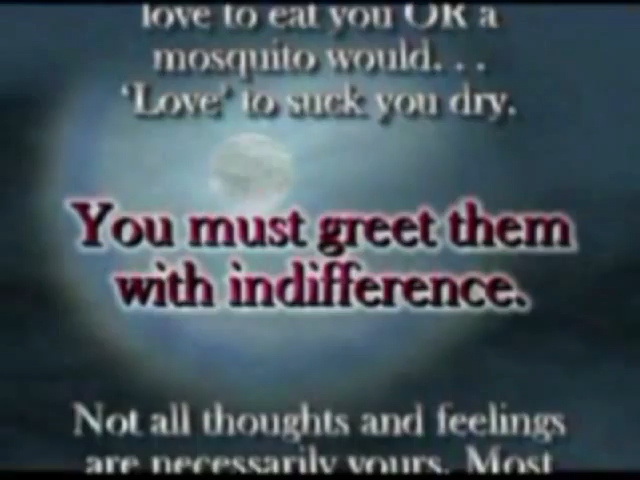 love to eat you OR a
mosquito would. . .
‘Love’ to suck you dry.
You must greet them
with indifference.
Not all thoughts and feelings
are necessarily yours. Most